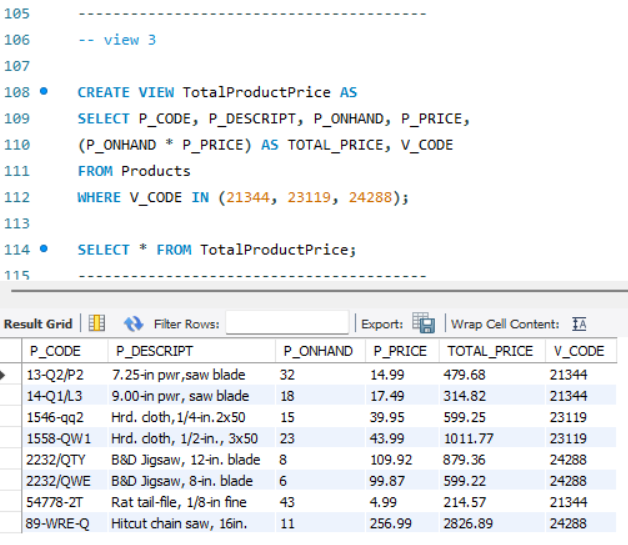 105 -----------------------------------------
106 -- view 3
107
108 CREATE VIEW TotalProductPrice AS
109 SELECT P_CODE, P_DESCRIPT, P_ONHAND, P_PRICE,
110 (P_ONHAND * P_PRICE) AS TOTAL_PRICE, V_CODE
111 FROM Products
112 WHERE V_CODE IN (21344, 23119, 24288);
113
114 SELECT * FROM TotalProductPrice;
115 -----------------------------------------
Result Grid Filter Rows: Export: Wrap Cell Content: IA
P_CODE P_DESCRIPT P_ONHAND P_PRICE TOTAL_PRICE V_CODE
13-Q2/P2 7.25-in pwr,saw blade 32 14.99 479.68 21344
14-Q1/L3 9.00-in pwr, saw blade 18 17.49 314.82 21344
1546-qq2 Hrd. cloth,1/4-in.2x50 15 39.95 599.25 23119
1558-QW1 Hrd. cloth, 1/2-in., 3x50 23 43.99 1011.77 23119
2232/QTY B&D Jigsaw, 12-in. blade 8 109.92 879.36 24288
2232/QWE B&D Jigsaw, 8-in. blade 6 99.87 599.22 24288
54778-2T Rat tail-file, 1/8-in fine 43 4.99 214.57 21344
89-WRE-Q Hitcut chain saw, 16in. 11 256.99 2826.89 24288